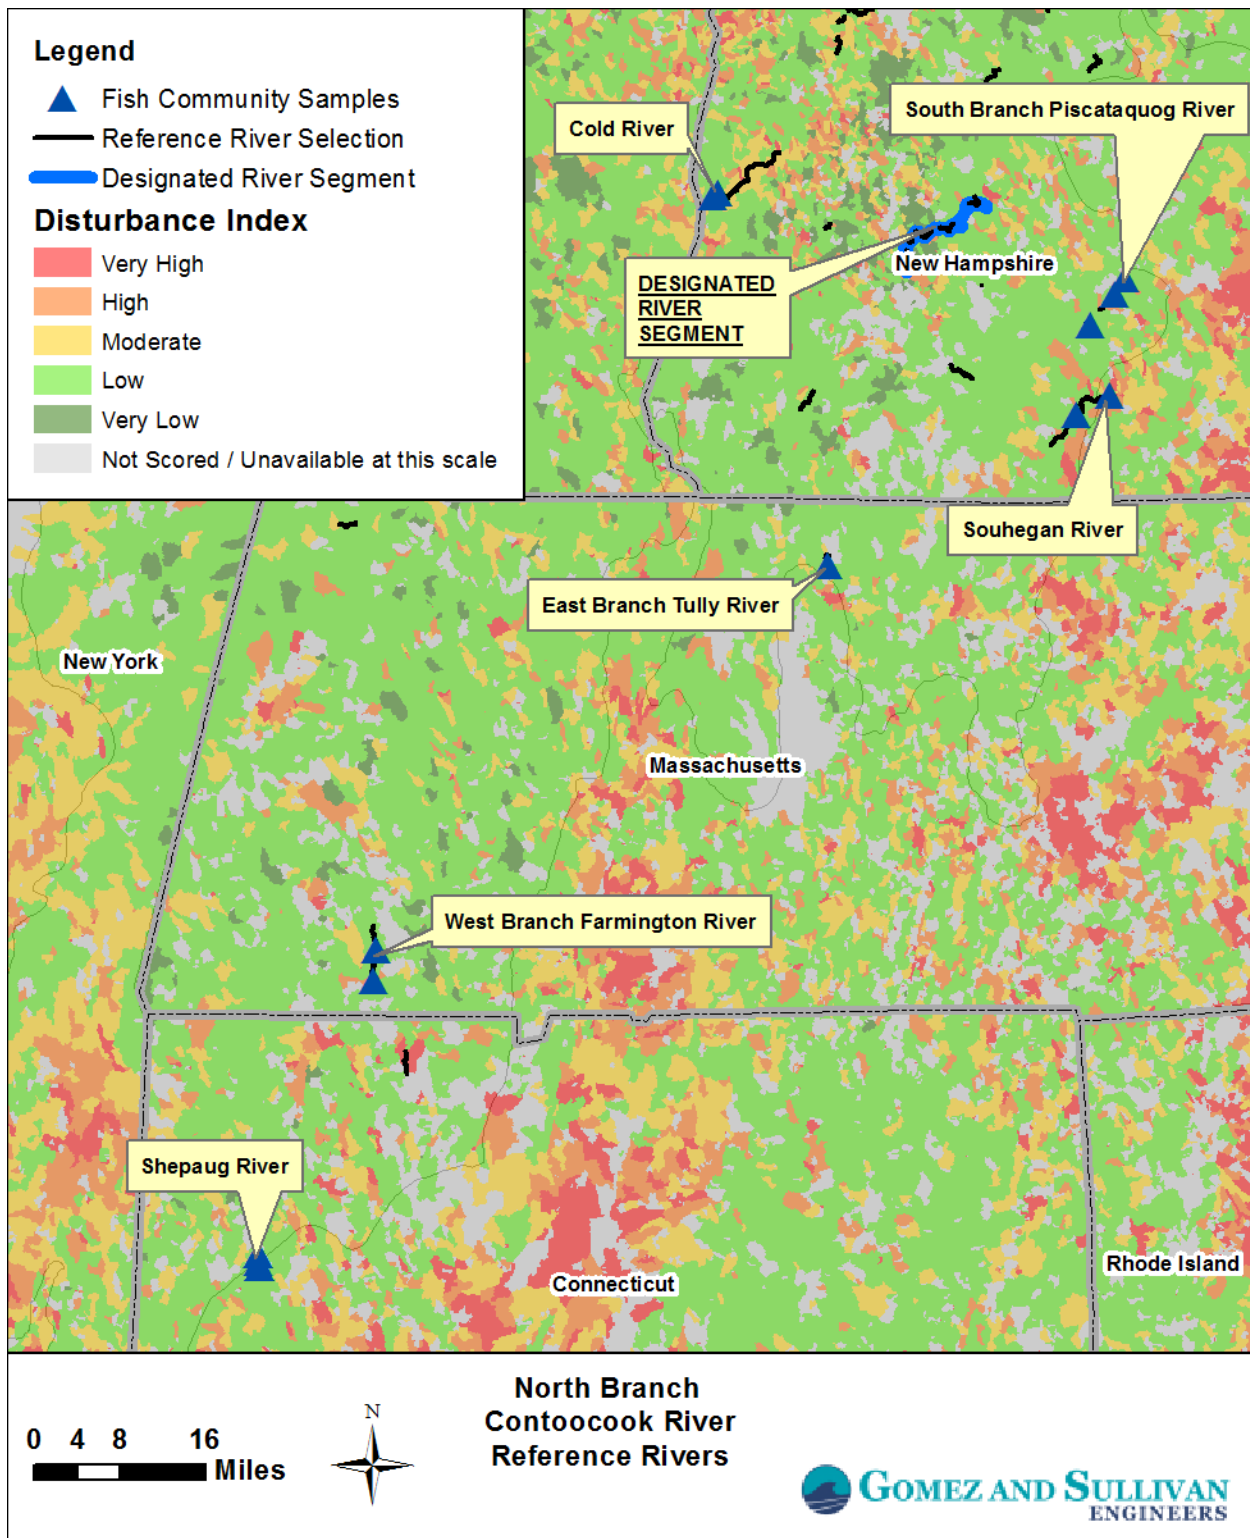 Legend
Fish Community Samples
Reference River Selection
Designated River Segment
Disturbance Index
Very High
High
Moderate
Low
Very Low
Not Scored / Unavailable at this scale
South Branch Piscataquog River
Cold River
DESIGNATED
RIVER
SEGMENT
New Hampshire
Souhegan River
East Branch Tully River
New York
Massachusetts
West Branch Farmington River
Shepaug River
Connecticut
Rhode Island
North Branch
Contoocook River
Reference Rivers
0 4 8 16
Miles
N
GOMEZ AND SULLIVAN
ENGINEERS